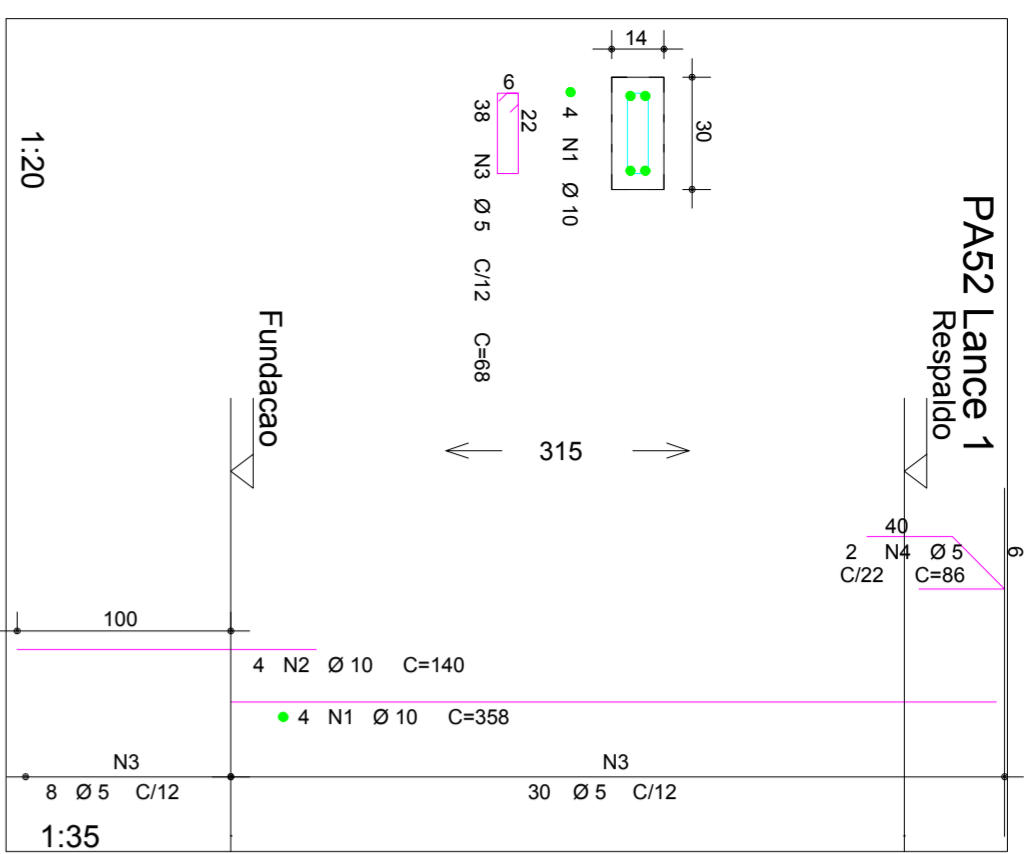 PA52 Lance 1
Respaldo
14
30
4 N1 Ø 10
6
22
38 N3 Ø 5 C/12 C=68
1:20
Fundacao
315
40
2 N4 Ø 5
C/22 C=86
6
100
4 N2 Ø 10 C=140
4 N1 Ø 10 C=358
N3
8 Ø 5 C/12
N3
30 Ø 5 C/12
1:35